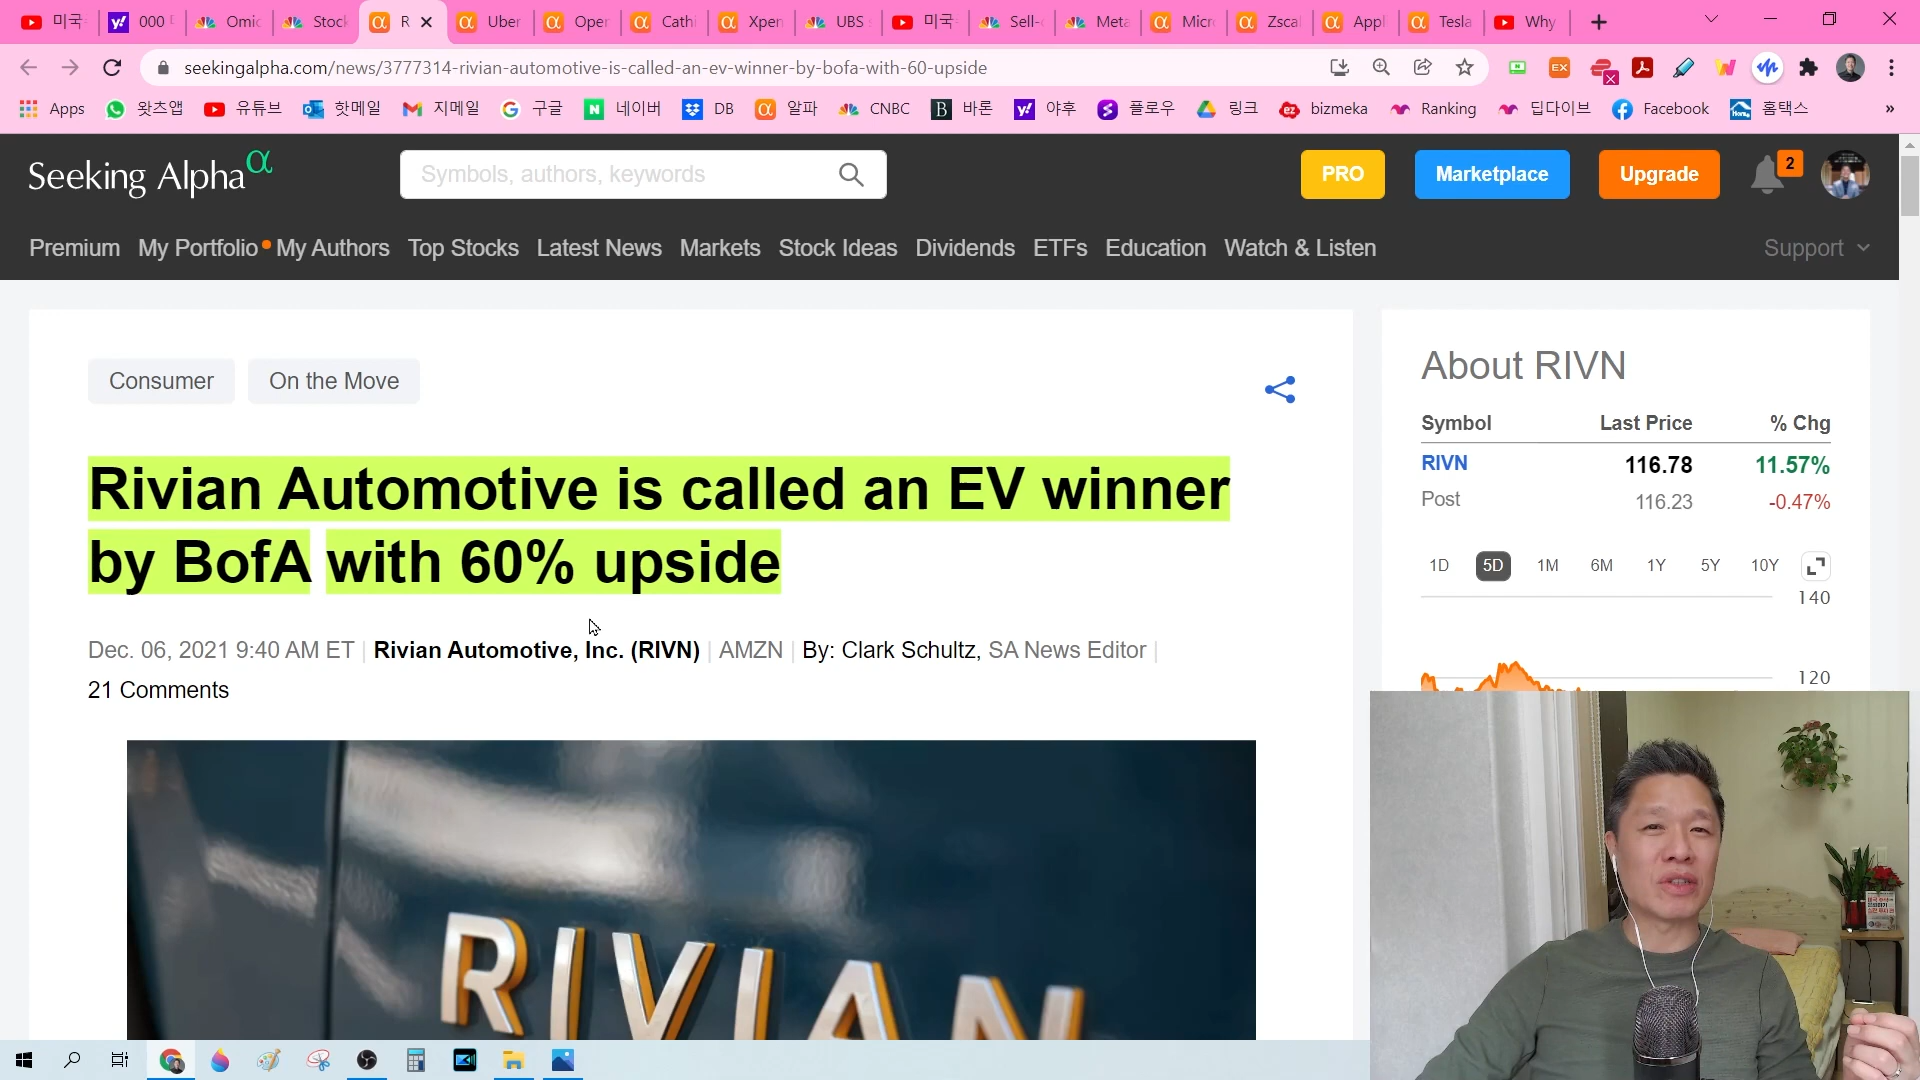 미국 000 Omic Stock R Uber Oper Cathi Xpen UBS 미국 Sell- Meta Micr Zscal Appl Tesla Why
seekingalpha.com/news/3777314-rivian-automotive-is-called-an-ev-winner-by-bofa-with-60-upside
Apps 왓츠앱 유튜브 핫메일 지메일 구글 네이버 DB 알파 CNBC 바론 야후 플로우 링크 bizmeka Ranking 딥다이브 Facebook 홈택스 »
Seeking Alpha α
Symbols, authors, keywords
PRO Marketplace Upgrade 2
Premium My Portfolio My Authors Top Stocks Latest News Markets Stock Ideas Dividends ETFs Education Watch & Listen Support
Consumer On the Move
Rivian Automotive is called an EV winner
by BofA with 60% upside
Dec. 06, 2021 9:40 AM ET | Rivian Automotive, Inc. (RIVN) | AMZN | By: Clark Schultz, SA News Editor |
21 Comments
RIVIAN
About RIVN
Symbol Last Price % Chg
RIVN 116.78 11.57%
Post 116.23 -0.47%
1D 5D 1M 6M 1Y 5Y 10Y
140
120